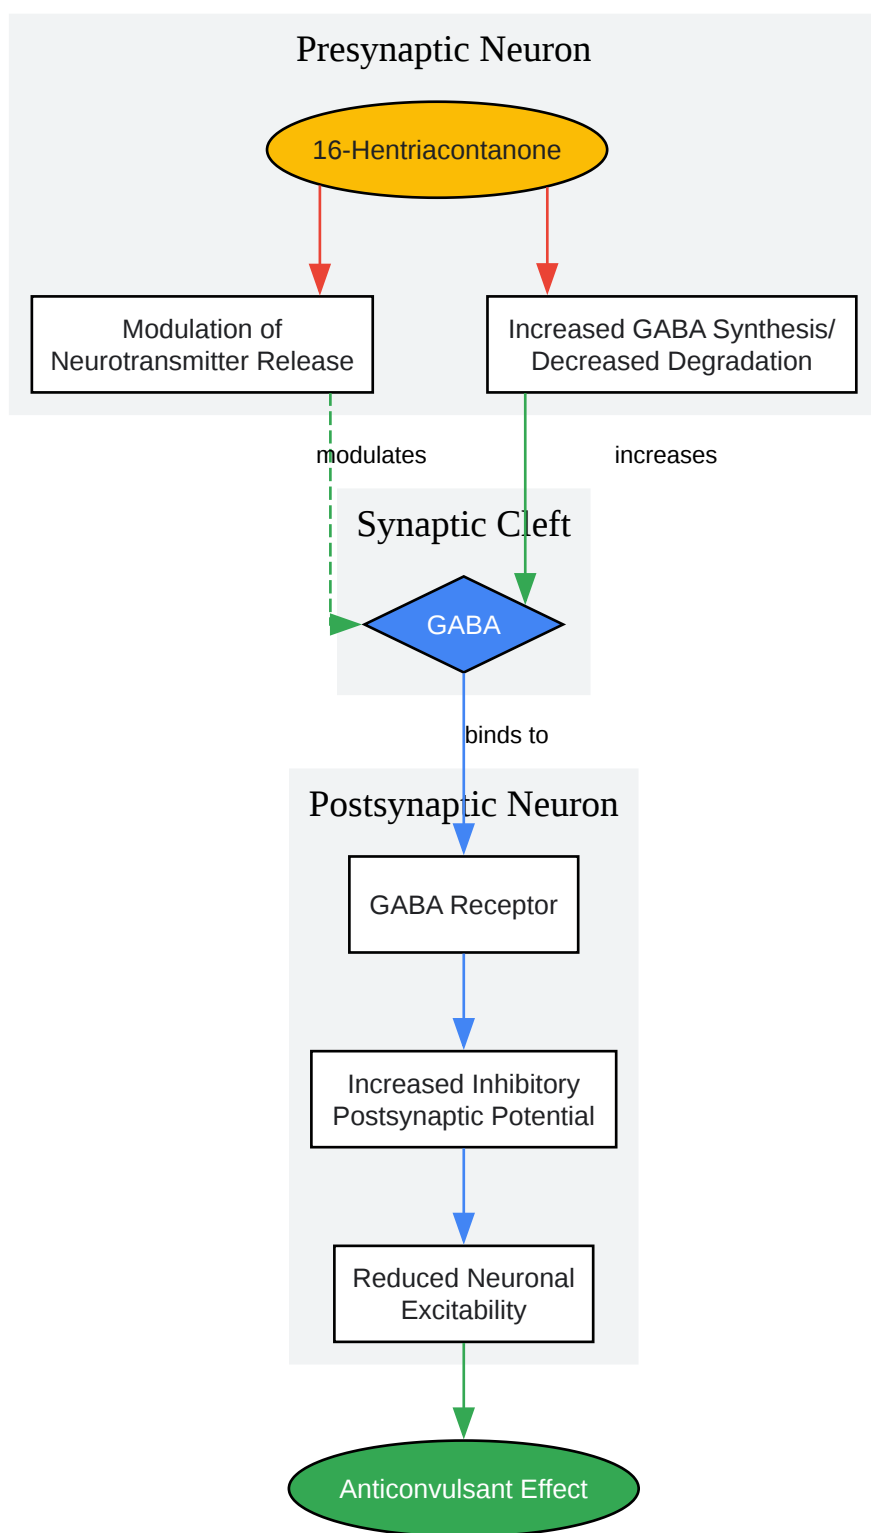 Presynaptic Neuron
16-Hentriacontanone
Modulation of
Neurotransmitter Release
Increased GABA Synthesis/
Decreased Degradation
modulates
increases
Synaptic Cleft
GABA
binds to
Postsynaptic Neuron
GABA Receptor
Increased Inhibitory
Postsynaptic Potential
Reduced Neuronal
Excitability
Anticonvulsant Effect